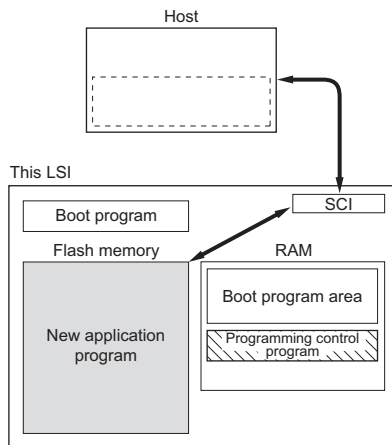 Host
This LSI
SCI
Boot program
Flash memory
RAM
New application
program
Boot program area
Programming control
program